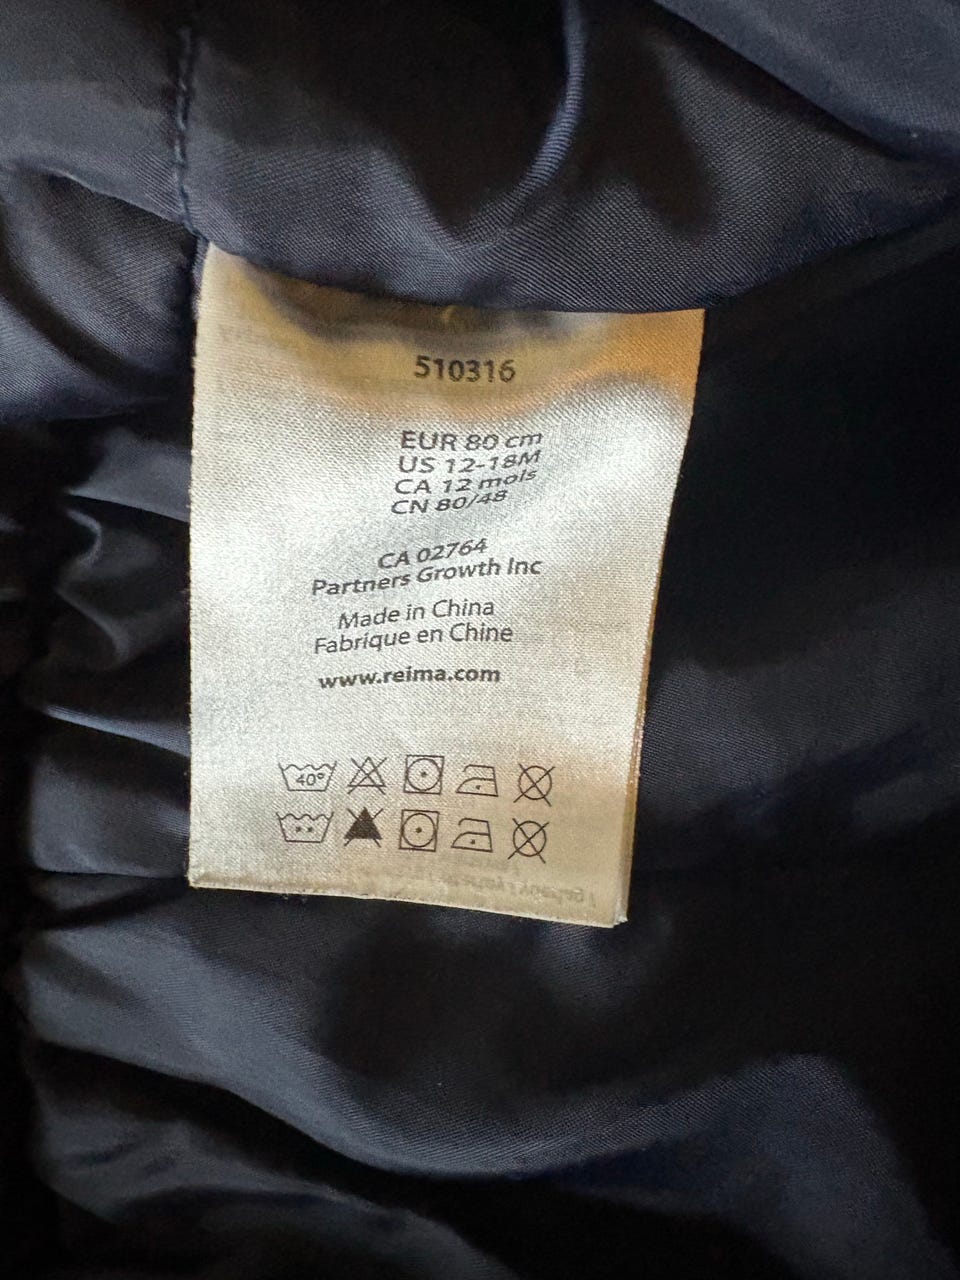 510316
EUR 80 cm
US 12-18M
CA 12 mois
CN 80/48
CA 02764
Partners Growth Inc
Made in China
Fabrique en Chine
www.reima.com
40°